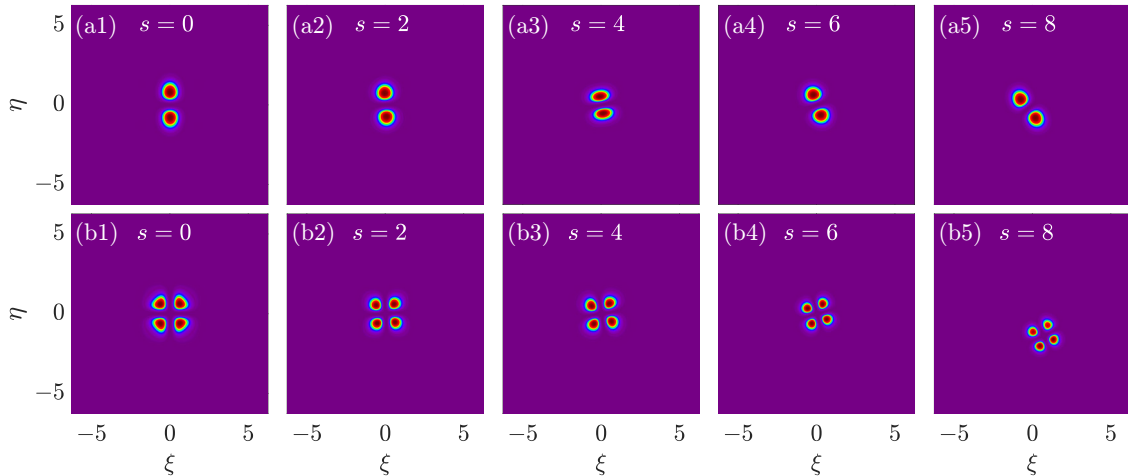 (a1) s = 0 (a2) s = 2 (a3) s = 4 (a4) s = 6 (a5) s = 8
5
0
−5
η
(b1) s = 0 (b2) s = 2 (b3) s = 4 (b4) s = 6 (b5) s = 8
5
0
−5
η
−5 0 5 −5 0 5 −5 0 5 −5 0 5 −5 0 5
ξ ξ ξ ξ ξ